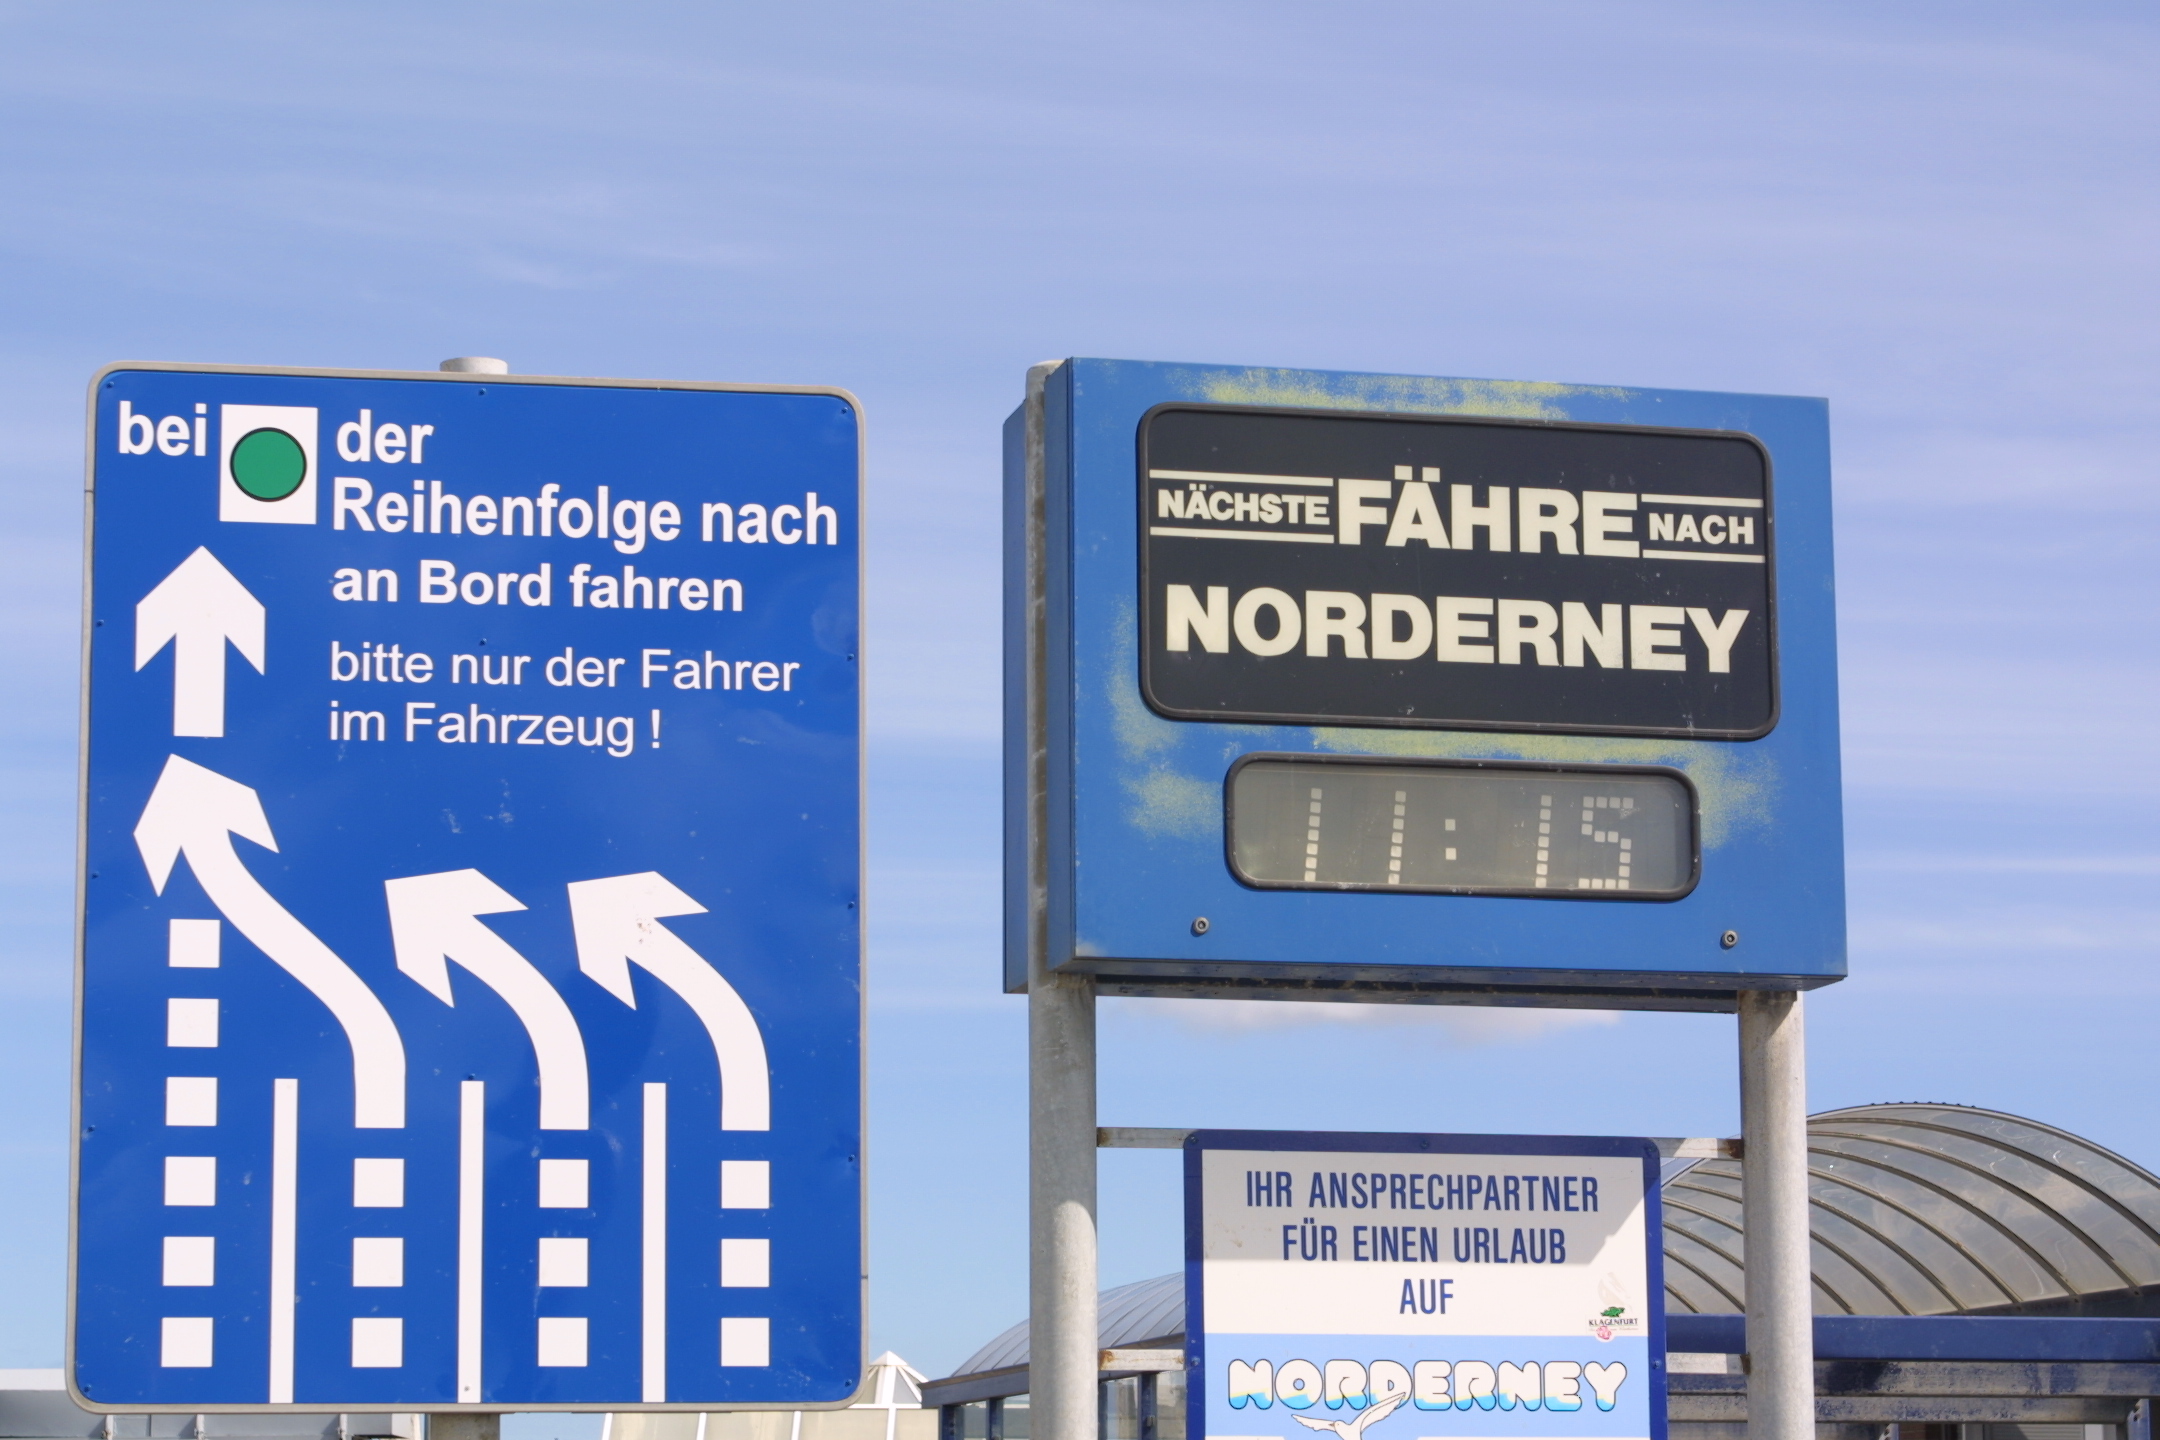 bei der
Reihenfolge nach
an Bord fahren
bitte nur der Fahrer
im Fahrzeug !
NÄCHSTE FÄHRE NACH
NORDERNEY
11:15
IHR ANSPRECHPARTNER
FÜR EINEN URLAUB
AUF
KLAGENFURT
NORDERNEY